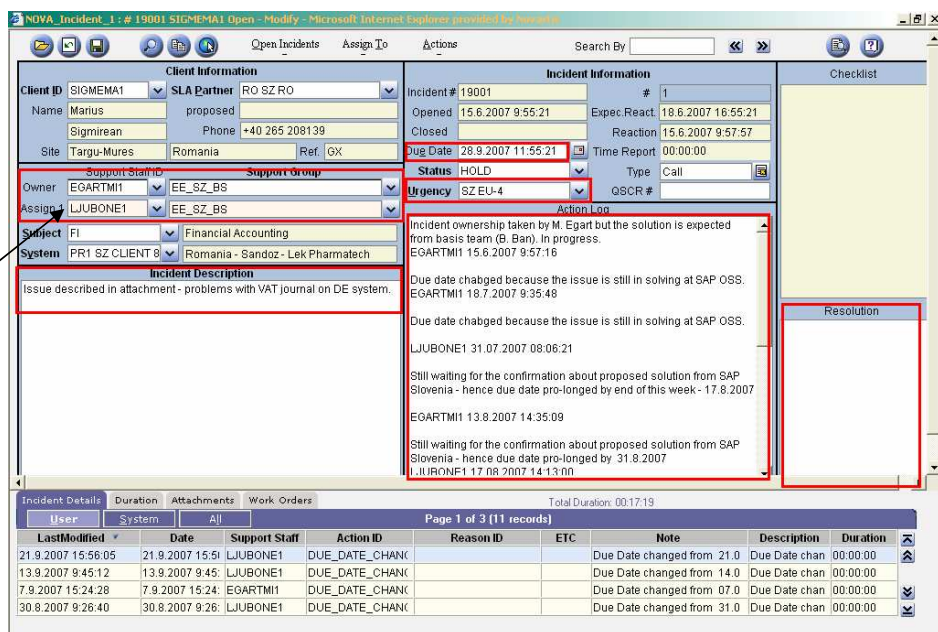 NOVA_Incident_1 : # 19001 SIGMEMA1 Open - Modify - Microsoft Internet Explorer provided by Novartis
Open Incidents Assign To Actions Search By
Client Information
Client ID SIGMEMA1 SLA Partner RO SZ RO
Name Marius proposed
Sigmirean Phone +40 265 208139
Site Targu-Mures Romania Ref. GX
Support Staff ID Support Group
Owner EGARTMI1 EE_SZ_BS
Assign 1 LJUBONE1 EE_SZ_BS
Subject FI Financial Accounting
System PR1 SZ CLIENT 8 Romania - Sandoz - Lek Pharmatech
Incident Description
Issue described in attachment - problems with VAT journal on DE system.
Incident Information
Incident # 19001 # 1
Opened 15.6.2007 9:55:21 Expec.React. 18.6.2007 16:55:21
Closed Reaction 15.6.2007 9:57:57
Due Date 28.9.2007 11:55:21 Time Report 00:00:00
Status HOLD Type Call
Urgency SZ EU-4 QSCR #
Action Log
Incident ownership taken by M. Egart but the solution is expected
from basis team (B. Ban). In progress.
EGARTMI1 15.6.2007 9:57:16
Due date chabged because the issue is still in solving at SAP OSS.
EGARTMI1 18.7.2007 9:35:48
Due date chabged because the issue is still in solving at SAP OSS.
LJUBONE1 31.07.2007 08:06:21
Still waiting for the confirmation about proposed solution from SAP
Slovenia - hence due date pro-longed by end of this week - 17.8.2007
EGARTMI1 13.8.2007 14:35:09
Still waiting for the confirmation about proposed solution from SAP
Slovenia - hence due date pro-longed by 31.8.2007
LJUBONE1 17.08.2007 14:13:00
Checklist
Resolution
Incident Details Duration Attachments Work Orders Total Duration: 00:17:19
User System All Page 1 of 3 (11 records)
LastModified Date Support Staff Action ID Reason ID ETC Note Description Duration
21.9.2007 15:56:05 21.9.2007 15:5 LJUBONE1 DUE_DATE_CHAN Due Date changed from 21.0 Due Date chan 00:00:00
13.9.2007 9:45:12 13.9.2007 9:45: LJUBONE1 DUE_DATE_CHAN Due Date changed from 14.0 Due Date chan 00:00:00
7.9.2007 15:24:28 7.9.2007 15:24: EGARTMI1 DUE_DATE_CHAN Due Date changed from 07.0 Due Date chan 00:00:00
30.8.2007 9:26:40 30.8.2007 9:26: LJUBONE1 DUE_DATE_CHAN Due Date changed from 31.0 Due Date chan 00:00:00